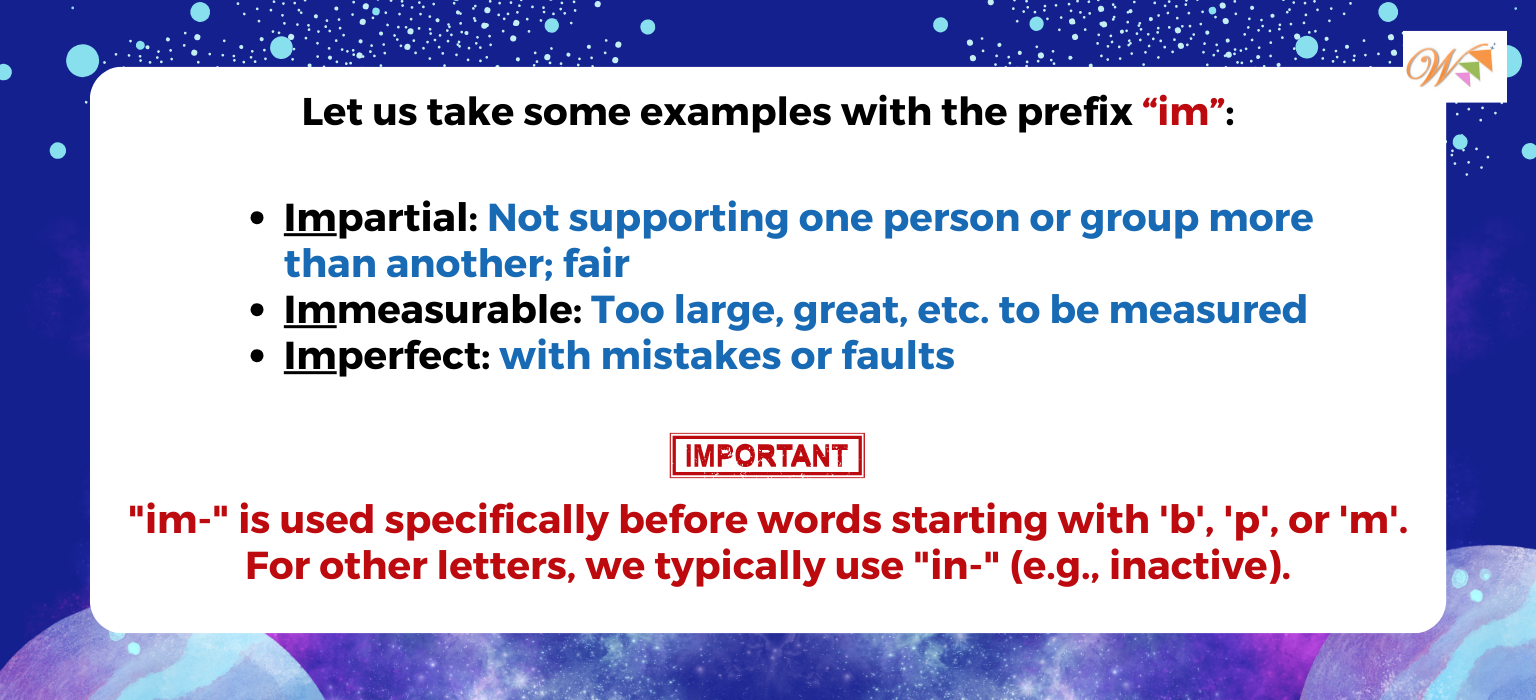 Let us take some examples with the prefix “im”:
W
• Impartial: Not supporting one person or group more
than another; fair
• Immeasurable: Too large, great, etc. to be measured
• Imperfect: with mistakes or faults
IMPORTANT
"im-" is used specifically before words starting with 'b', 'p', or 'm'.
For other letters, we typically use "in-" (e.g., inactive).